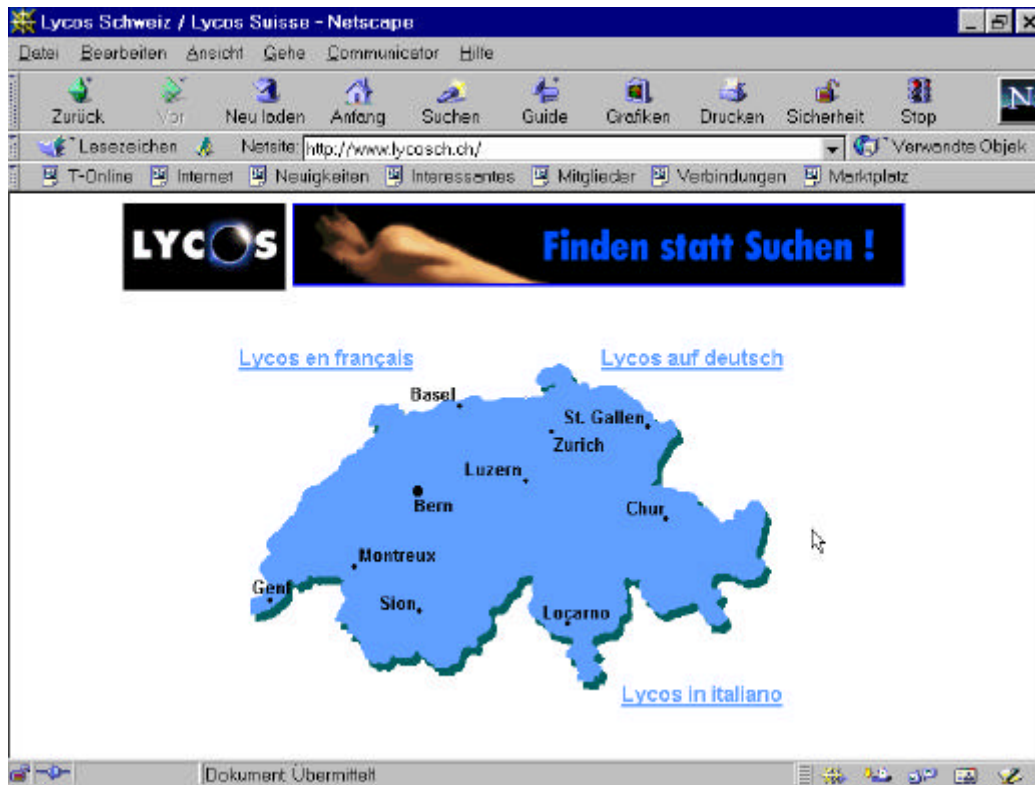 Lycos Schweiz / Lycos Suisse - Netscape
Datei Bearbeiten Ansicht Gehe Communicator Hilfe
Zurück Vor Neu laden Anfang Suchen Guide Grafiken Drucken Sicherheit Stop
N
Lesezeichen Netsite: http://www.lycosch.ch/ Verwandte Objek
T-Online Internet Neuigkeiten Interessantes Mitglieder Verbindungen Marktplatz
LYCOS Finden statt Suchen !
Lycos en français Lycos auf deutsch
Basel
St. Gallen
Zurich
Luzern
Bern
Chur
Montreux
Genf
Sion
Locarno
Lycos in italiano
Dokument: Übermittelt